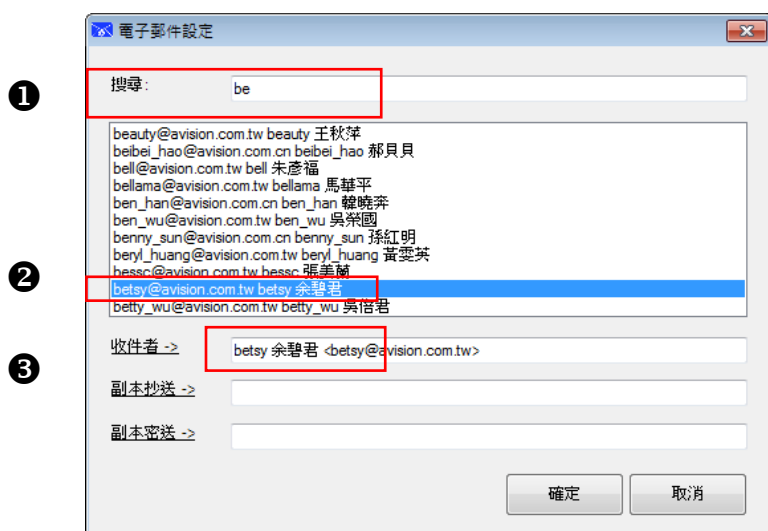 電子郵件設定
❶
搜尋:
be
beauty@avision.com.tw beauty 王秋萍
beibei_hao@avision.com.cn beibei_hao 郝貝貝
bell@avision.com.tw bell 朱彥福
bellama@avision.com.tw bellama 馬華平
ben_han@avision.com.cn ben_han 韓曉奔
ben_wu@avision.com.tw ben_wu 吳榮國
benny_sun@avision.com.cn benny_sun 孫紅明
beryl_huang@avision.com.tw beryl_huang 黃雯英
bessc@avision.com.tw bessc 張美蘭
❷
betsy@avision.com.tw betsy 余碧君
betty_wu@avision.com.tw betty_wu 吳倍君
❸
收件者 ->
betsy 余碧君 <betsy@avision.com.tw>
副本抄送 ->
副本密送 ->
確定
取消